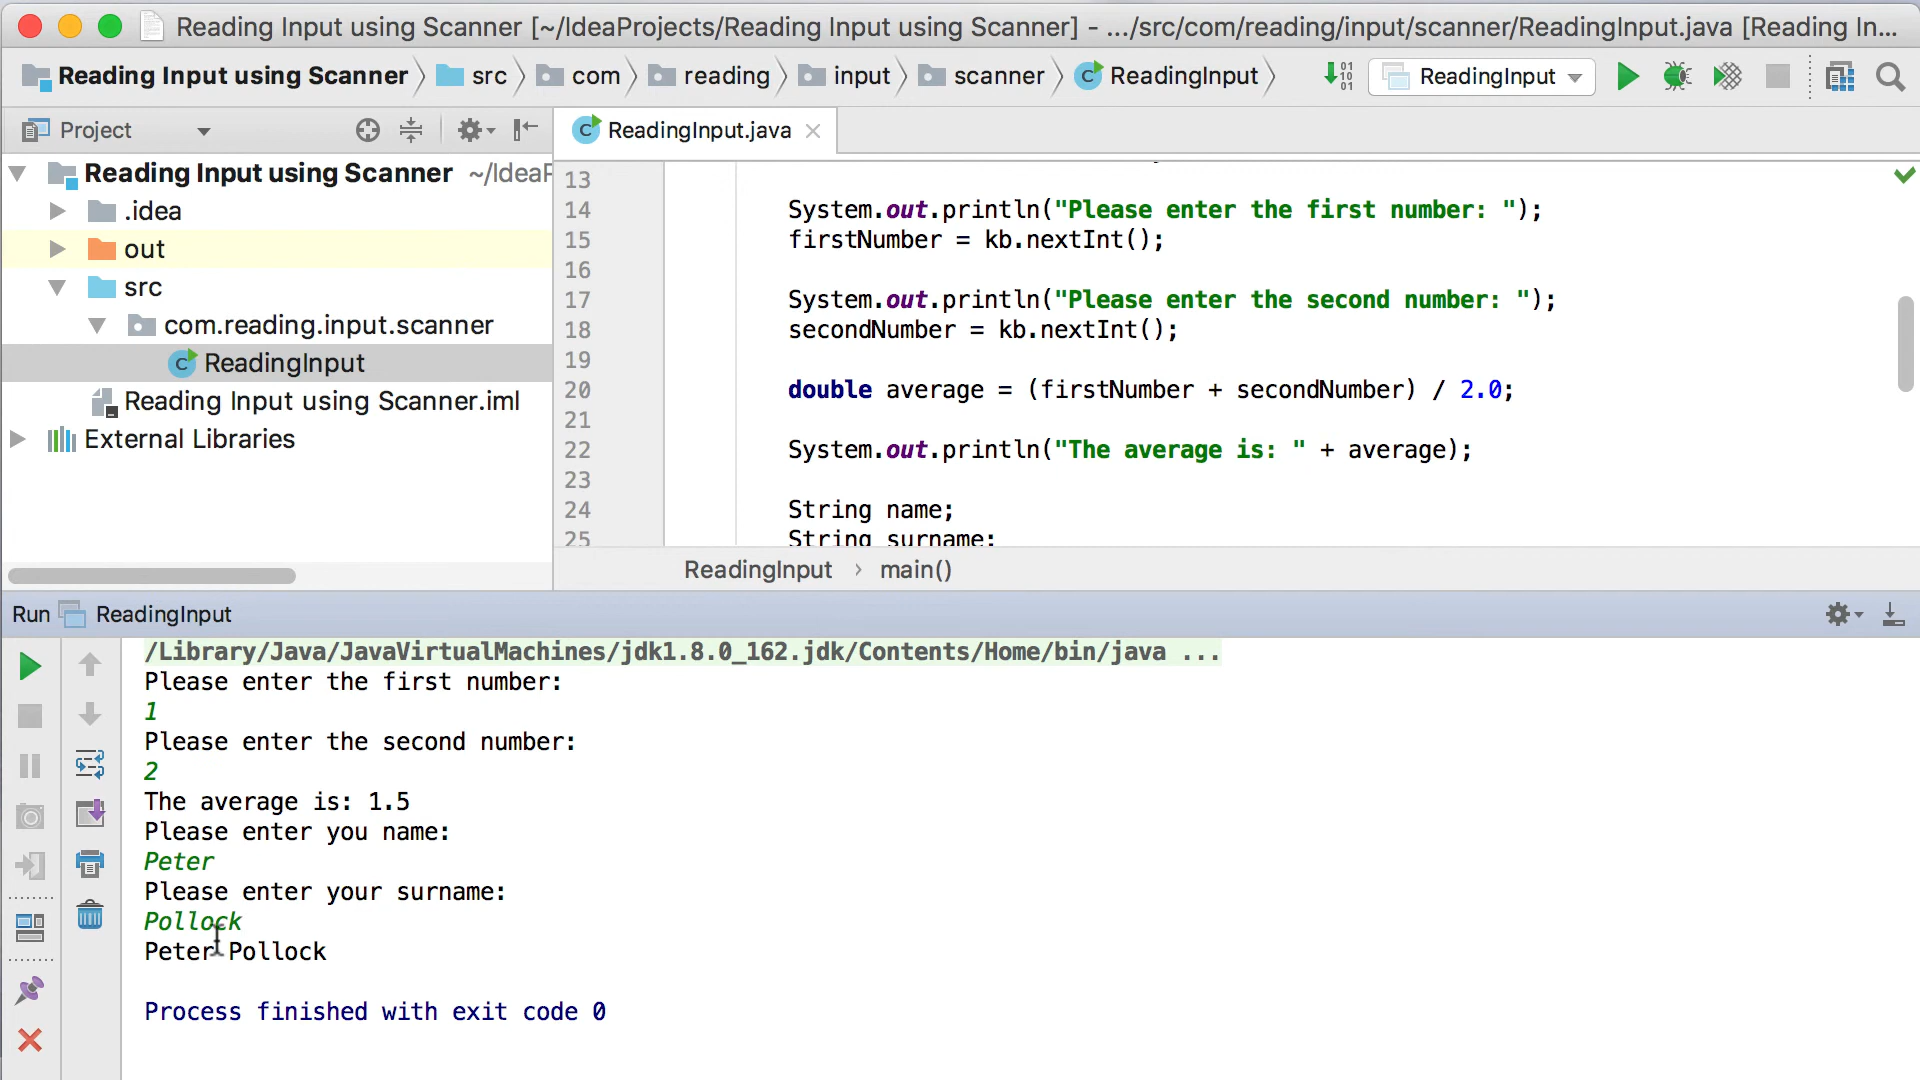 Reading Input using Scanner [~/IdeaProjects/Reading Input using Scanner] - .../src/com/reading/input/scanner/ReadingInput.java [Reading In...
Reading Input using Scanner src com reading input scanner ReadingInput ReadingInput
Project
ReadingInput.java
Reading Input using Scanner ~/IdeaP
.idea
out
src
com.reading.input.scanner
ReadingInput
Reading Input using Scanner.iml
External Libraries
13
14 System.out.println("Please enter the first number: ");
15 firstNumber = kb.nextInt();
16
17 System.out.println("Please enter the second number: ");
18 secondNumber = kb.nextInt();
19
20 double average = (firstNumber + secondNumber) / 2.0;
21
22 System.out.println("The average is: " + average);
23
24 String name;
25 String surname;
ReadingInput › main()
Run ReadingInput
/Library/Java/JavaVirtualMachines/jdk1.8.0_162.jdk/Contents/Home/bin/java ...
Please enter the first number:
1
Please enter the second number:
2
The average is: 1.5
Please enter you name:
Peter
Please enter your surname:
Pollock
Peter Pollock
Process finished with exit code 0